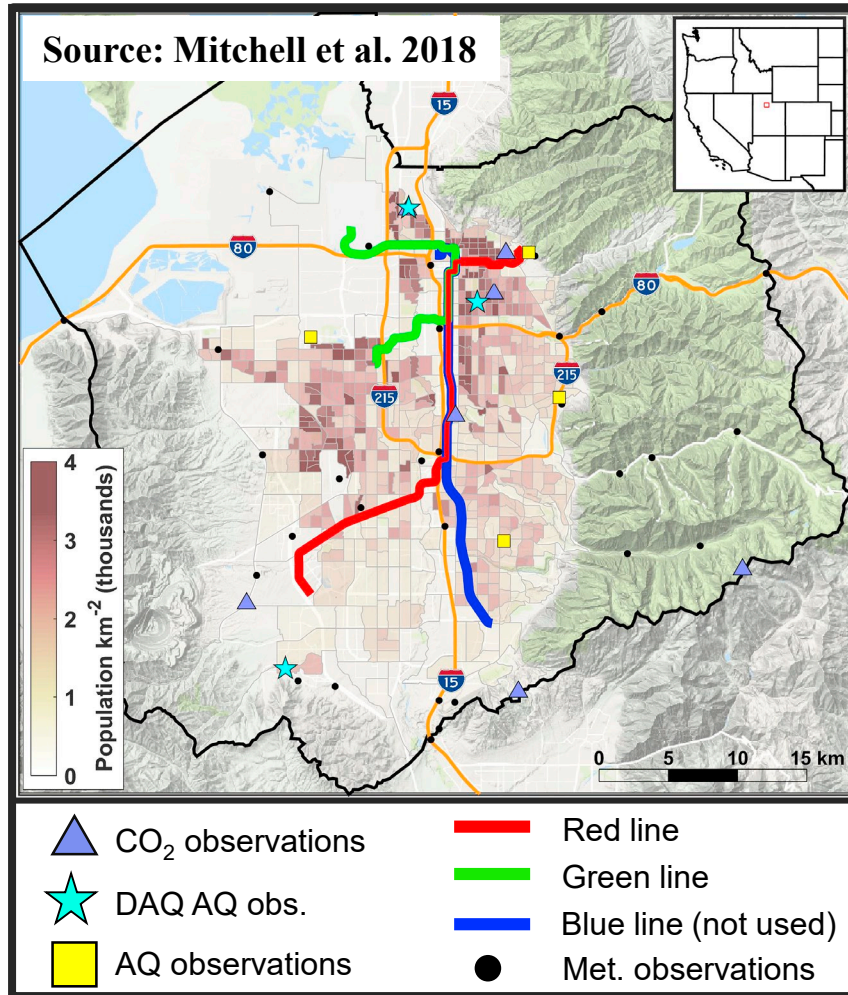 Source: Mitchell et al. 2018
15
80
80
215
215
15
4
3
2
1
0
Population km⁻² (thousands)
0 5 10 15 km
CO₂ observations
DAQ AQ obs.
AQ observations
Red line
Green line
Blue line (not used)
Met. observations